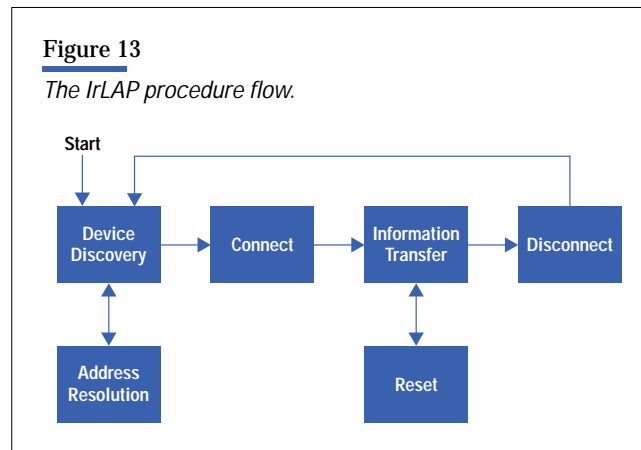 Figure 13
The IrLAP procedure flow.
Start
Device
Discovery
Connect
Information
Transfer
Disconnect
Address
Resolution
Reset